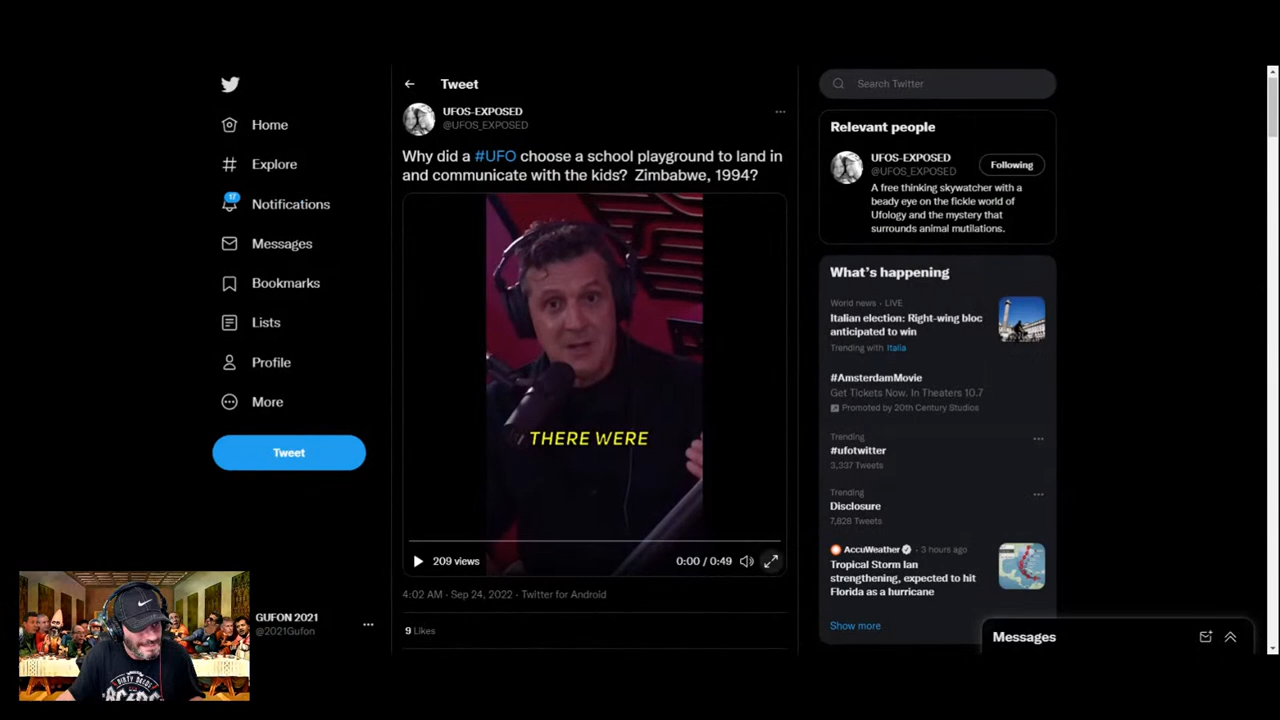 Home
Explore
17
Notifications
Messages
Bookmarks
Lists
Profile
More
Tweet
GUFON 2021
@2021Gufon
Tweet
UFOS-EXPOSED
@UFOS_EXPOSED
Why did a #UFO choose a school playground to land in
and communicate with the kids? Zimbabwe, 1994?
THERE WERE
209 views
0:00 / 0:49
4:02 AM · Sep 24, 2022 · Twitter for Android
9 Likes
Search Twitter
Relevant people
UFOS-EXPOSED
@UFOS_EXPOSED
Following
A free thinking skywatcher with a
beady eye on the fickle world of
Ufology and the mystery that
surrounds animal mutilations.
What's happening
World news · LIVE
Italian election: Right-wing bloc
anticipated to win
Trending with Italia
#AmsterdamMovie
Get Tickets Now. In Theaters 10.7
Promoted by 20th Century Studios
Trending
#ufotwitter
3,337 Tweets
Trending
Disclosure
7,828 Tweets
AccuWeather · 3 hours ago
Tropical Storm Ian
strengthening, expected to hit
Florida as a hurricane
Show more
Messages
DIRTY DEEDS